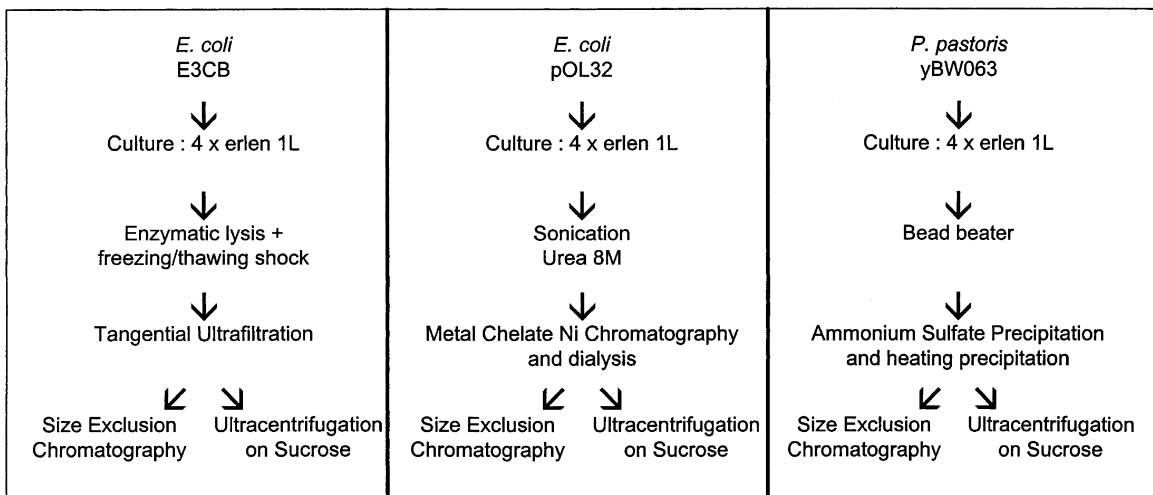 E. coli
E3CB
Culture : 4 x erlen 1L
Enzymatic lysis +
freezing/thawing shock
Tangential Ultrafiltration
Size Exclusion
Chromatography
Ultracentrifugation
on Sucrose
E. coli
pOL32
Culture : 4 x erlen 1L
Sonication
Urea 8M
Metal Chelate Ni Chromatography
and dialysis
Size Exclusion
Chromatography
Ultracentrifugation
on Sucrose
P. pastoris
yBW063
Culture : 4 x erlen 1L
Bead beater
Ammonium Sulfate Precipitation
and heating precipitation
Size Exclusion
Chromatography
Ultracentrifugation
on Sucrose